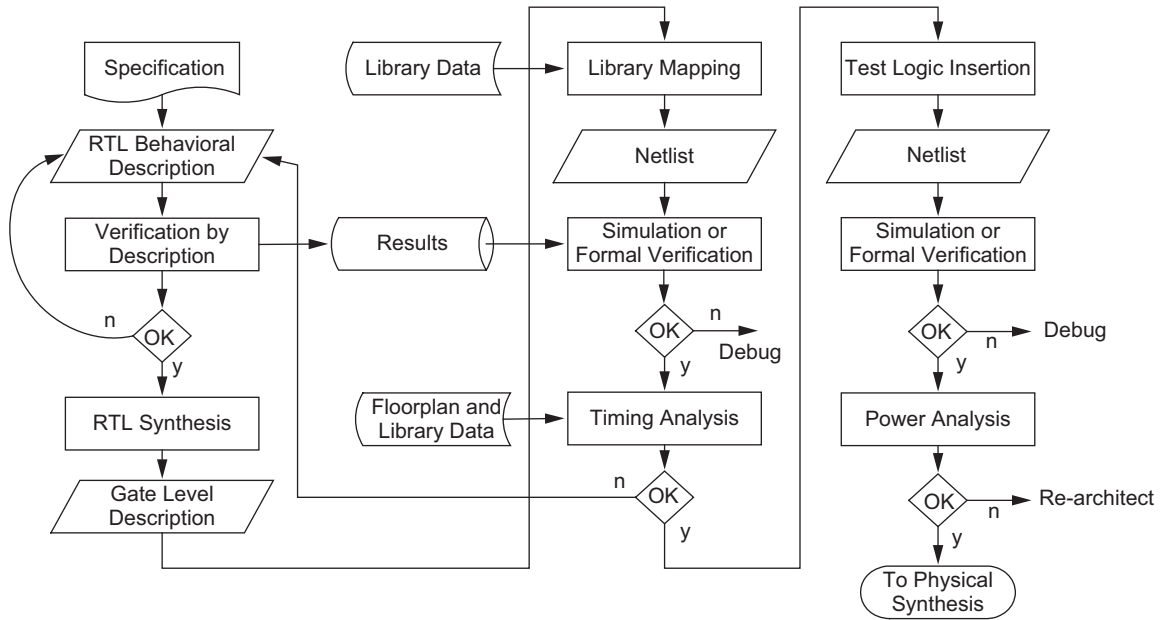 Specification
RTL Behavioral
Description
Verification by
Description
n
OK
y
RTL Synthesis
Gate Level
Description
Library Data
Results
Floorplan and
Library Data
Library Mapping
Netlist
Simulation or
Formal Verification
OK
n
Debug
y
Timing Analysis
n
OK
y
Test Logic Insertion
Netlist
Simulation or
Formal Verification
OK
n
Debug
y
Power Analysis
OK
n
Re-architect
y
To Physical
Synthesis